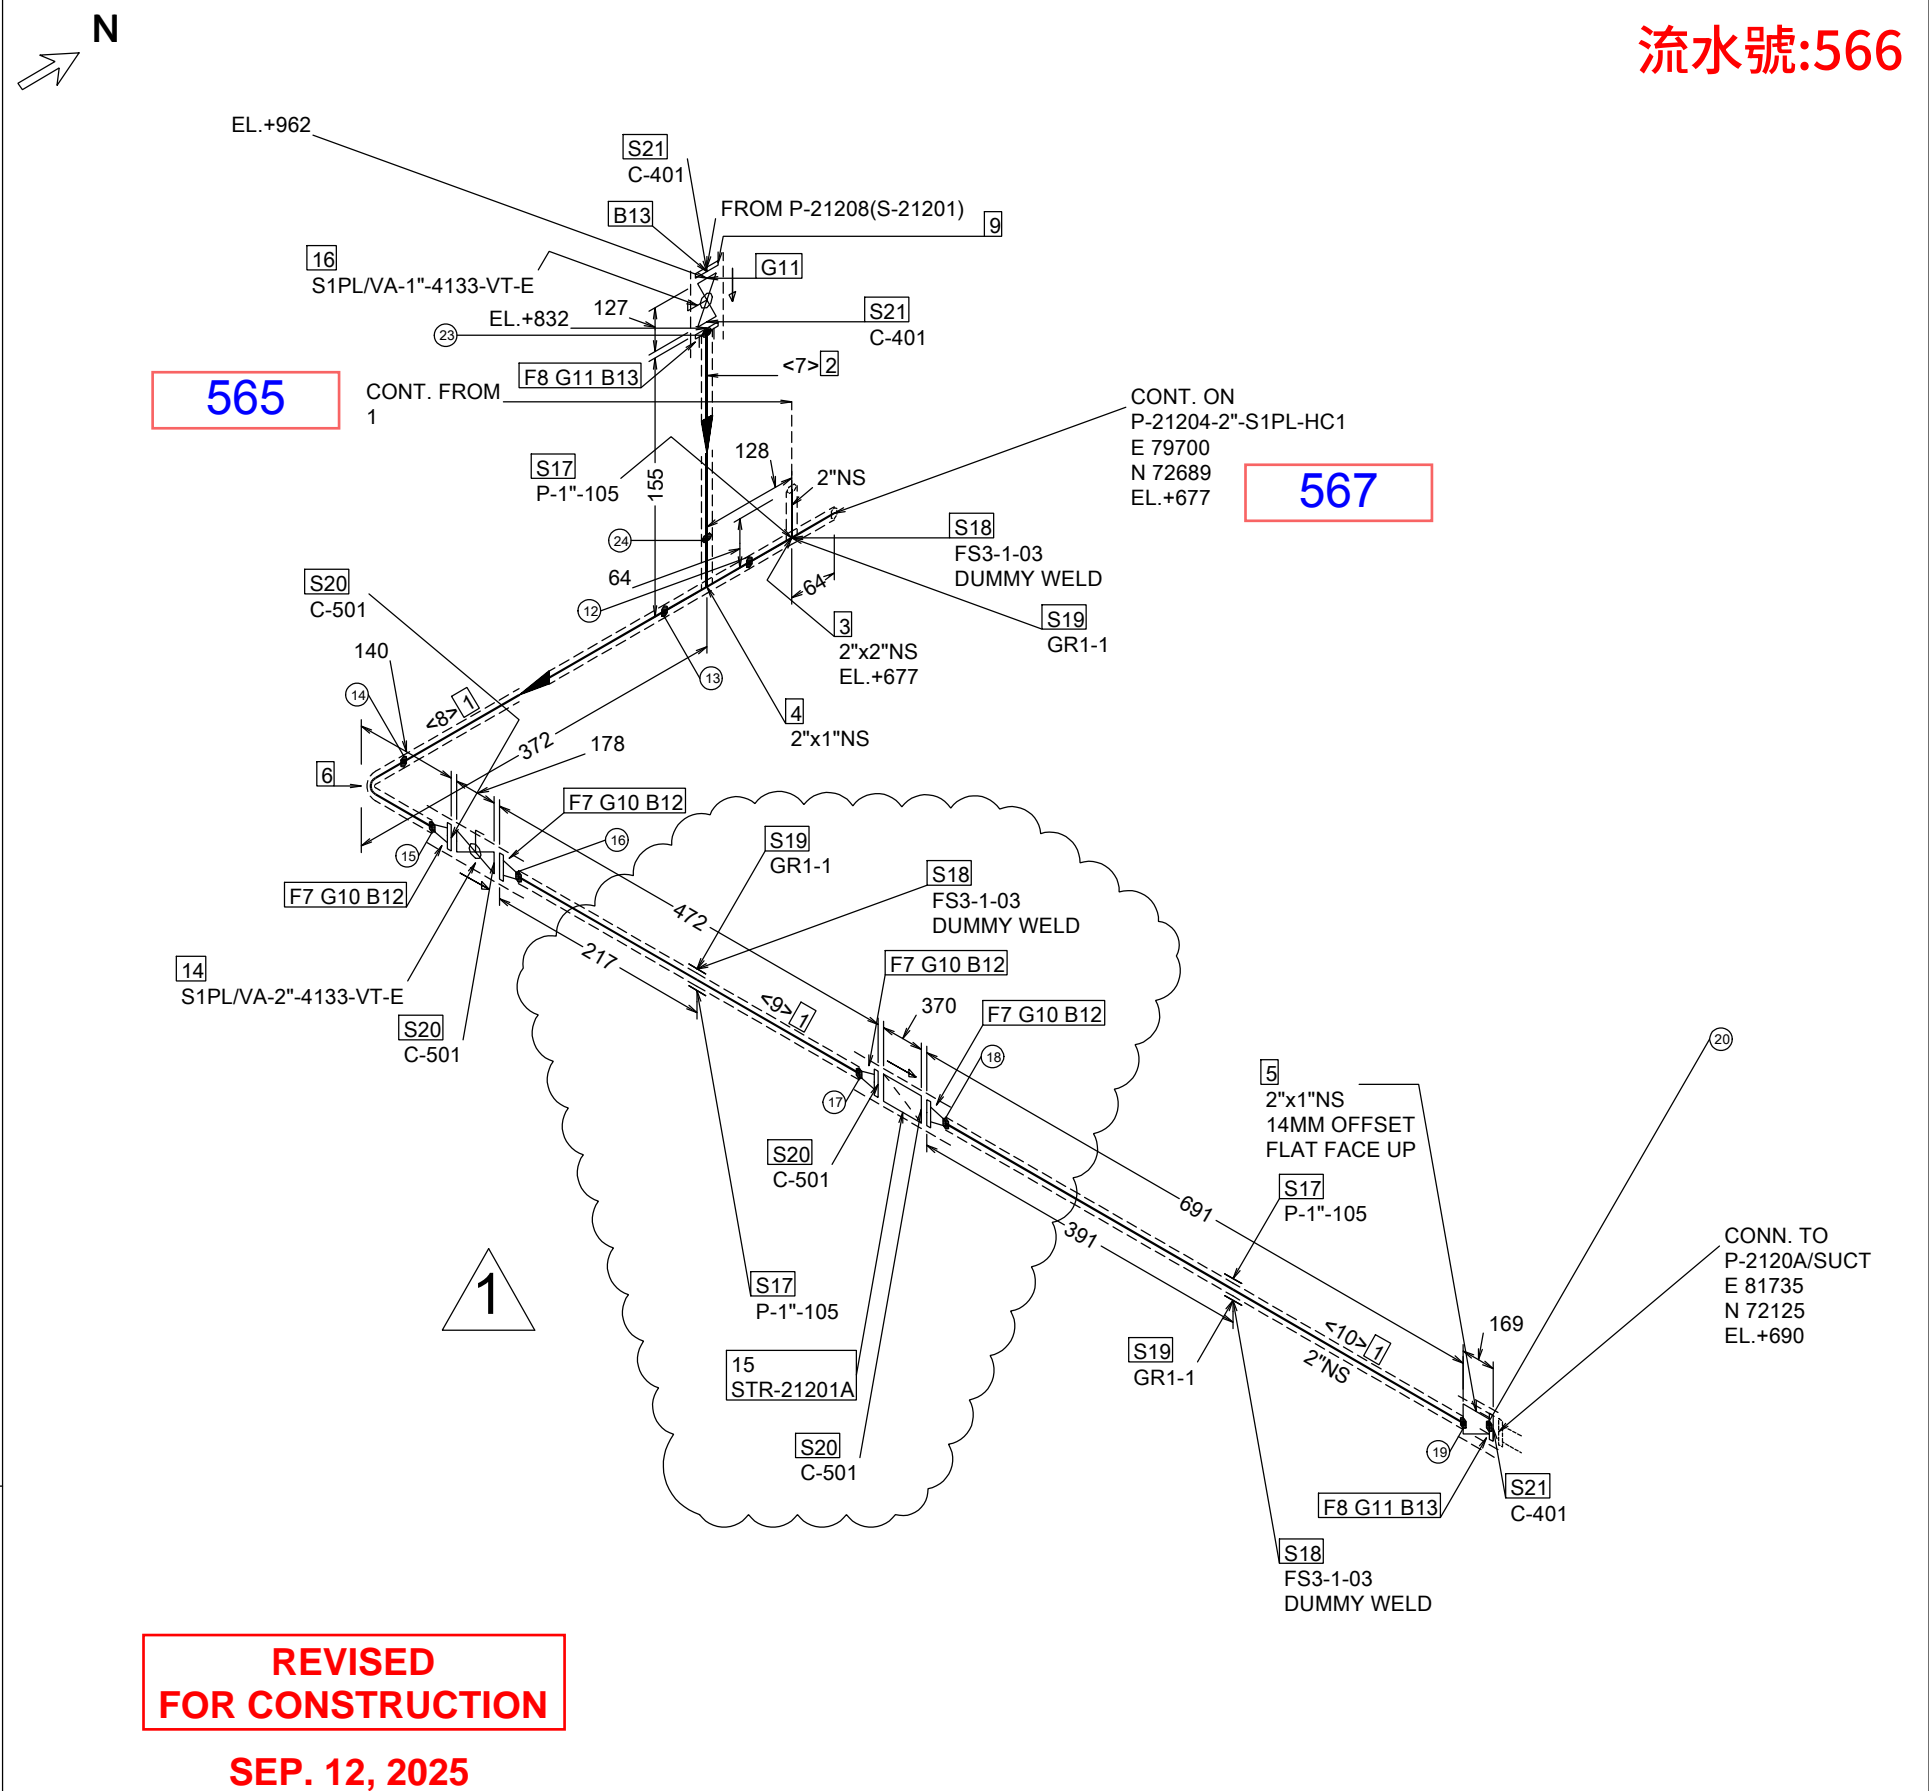 N
流水號:566
EL.+962
S21
C-401
B13
FROM P-21208(S-21201)
9
16
S1PL/VA-1"-4133-VT-E
G11
127
EL.+832
S21
C-401
23
F8 G11 B13
<7> 2
565
CONT. FROM
1
CONT. ON
P-21204-2"-S1PL-HC1
E 79700
N 72689
EL.+677
567
S17
P-1"-105
155
128
2"NS
24
S18
FS3-1-03
DUMMY WELD
64
64
12
S20
C-501
3
2"x2"NS
EL.+677
S19
GR1-1
140
13
14
<8> 1
4
2"x1"NS
372
178
6
F7 G10 B12
16
15
F7 G10 B12
S19
GR1-1
S18
FS3-1-03
DUMMY WELD
472
217
14
S1PL/VA-2"-4133-VT-E
S20
C-501
F7 G10 B12
<9> 1
370
F7 G10 B12
18
17
20
5
2"x1"NS
14MM OFFSET
FLAT FACE UP
S20
C-501
S17
P-1"-105
691
391
CONN. TO
P-2120A/SUCT
E 81735
N 72125
EL.+690
1
S17
P-1"-105
15
STR-21201A
S19
GR1-1
<10> 1
2"NS
169
S20
C-501
19
F8 G11 B13
S21
C-401
S18
FS3-1-03
DUMMY WELD
REVISED
FOR CONSTRUCTION
SEP. 12, 2025